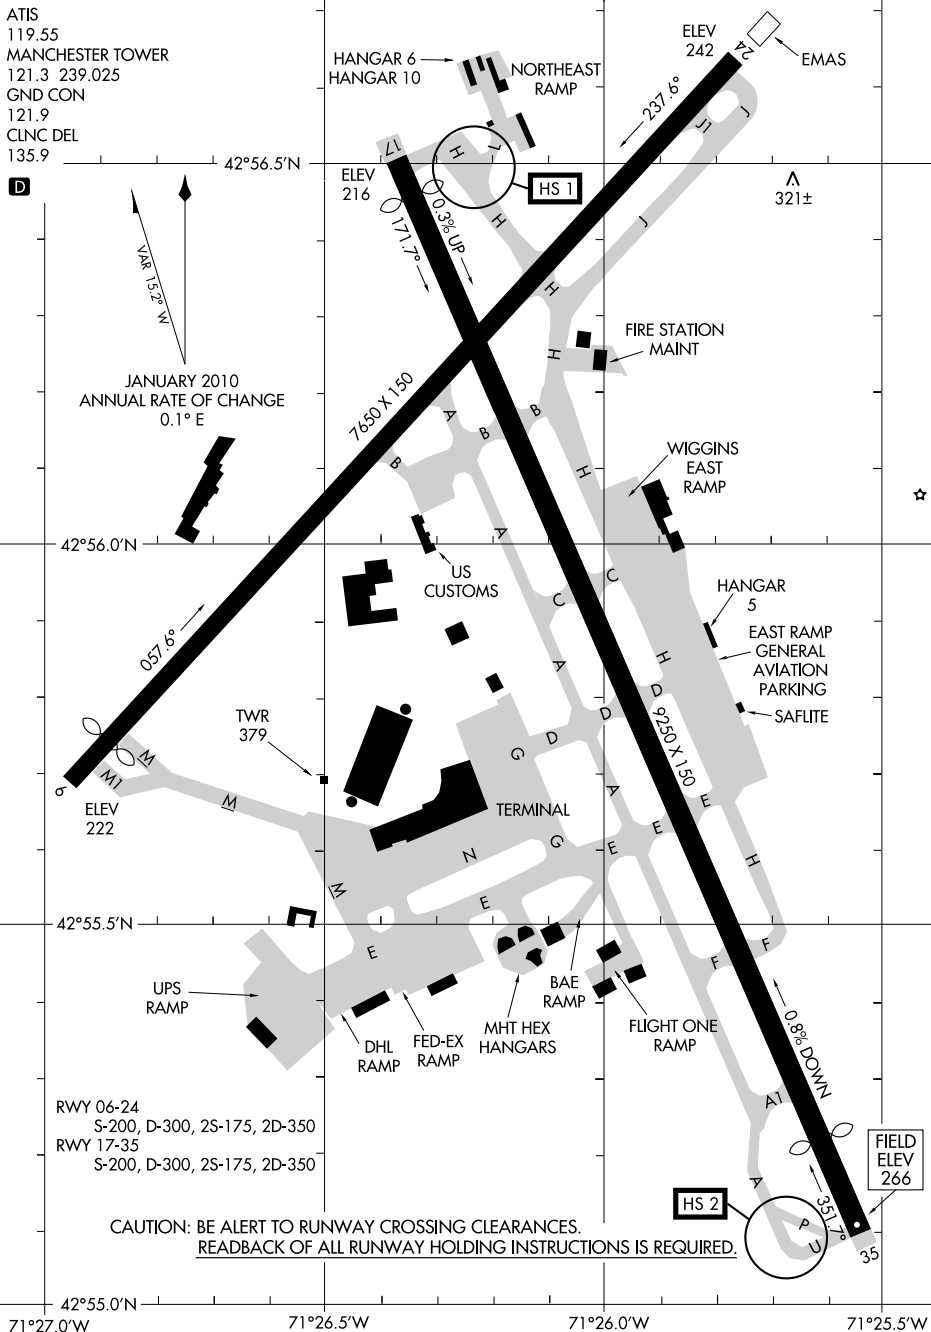 ATIS
119.55
MANCHESTER TOWER
121.3 239.025
GND CON
121.9
CLNC DEL
135.9
D
HANGAR 6
HANGAR 10
NORTHEAST
RAMP
ELEV
242
24
EMAS
237.6°
J1
J
J
17
H
L
H
HS 1
42°56.5'N
ELEV
216
0.3% UP
171.7°
321±
VAR 15.2° W
JANUARY 2010
ANNUAL RATE OF CHANGE
0.1° E
H
H
FIRE STATION
MAINT
7650 X 150
A
B
B
B
H
WIGGINS
EAST
RAMP
A
42°56.0'N
US
CUSTOMS
C
C
HANGAR
5
057.6°
EAST RAMP
GENERAL
AVIATION
PARKING
A
H
D
D
D
G
SAFLITE
9250 X 150
TWR
379
M
M1
M
6
ELEV
222
TERMINAL
A
E
E
E
G
N
H
M
E
E
42°55.5'N
F
F
UPS
RAMP
DHL
RAMP
FED-EX
RAMP
MHT HEX
HANGARS
BAE
RAMP
FLIGHT ONE
RAMP
0.8% DOWN
A1
RWY 06-24
S-200, D-300, 2S-175, 2D-350
RWY 17-35
S-200, D-300, 2S-175, 2D-350
FIELD
ELEV
266
A
HS 2
P
U
351.7°
35
CAUTION: BE ALERT TO RUNWAY CROSSING CLEARANCES.
READBACK OF ALL RUNWAY HOLDING INSTRUCTIONS IS REQUIRED.
42°55.0'N
71°27.0'W
71°26.5'W
71°26.0'W
71°25.5'W